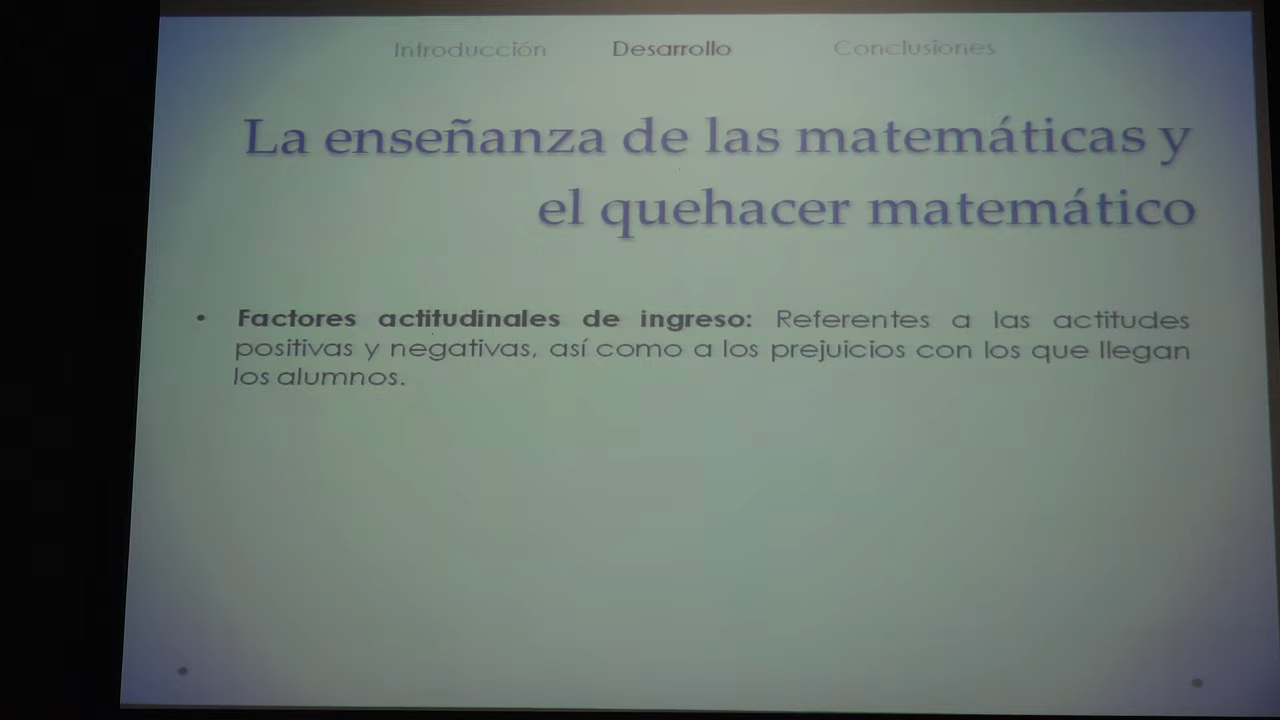 Introducción Desarrollo Conclusiones
La enseñanza de las matemáticas y
el quehacer matemático
• Factores actitudinales de ingreso: Referentes a las actitudes
positivas y negativas, así como a los prejuicios con los que llegan
los alumnos.